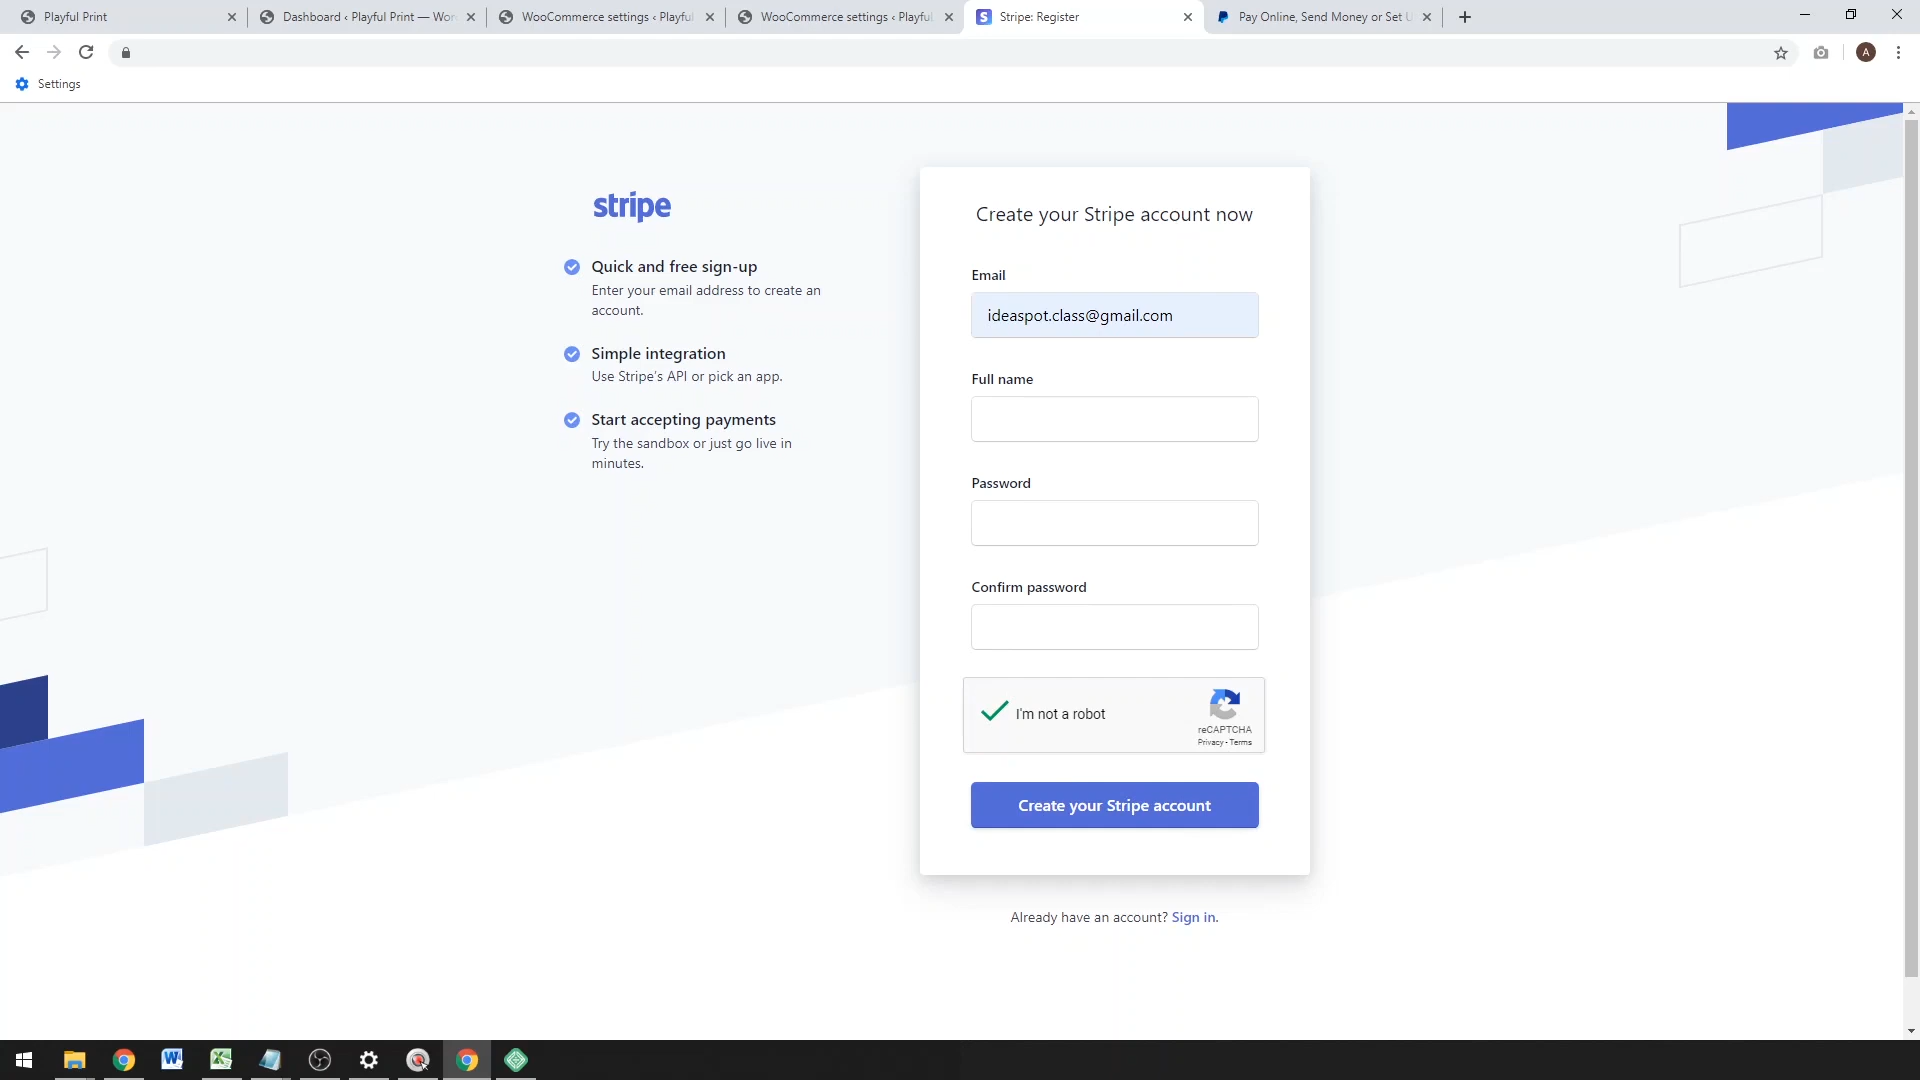 Playful Print
Dashboard ‹ Playful Print — Wor
WooCommerce settings ‹ Playful
WooCommerce settings ‹ Playful
Stripe: Register
Pay Online, Send Money or Set U
A
Settings
stripe
Quick and free sign-up
Enter your email address to create an
account.
Simple integration
Use Stripe's API or pick an app.
Start accepting payments
Try the sandbox or just go live in
minutes.
Create your Stripe account now
Email
ideaspot.class@gmail.com
Full name
Password
Confirm password
I'm not a robot
reCAPTCHA
Privacy - Terms
Create your Stripe account
Already have an account? Sign in.